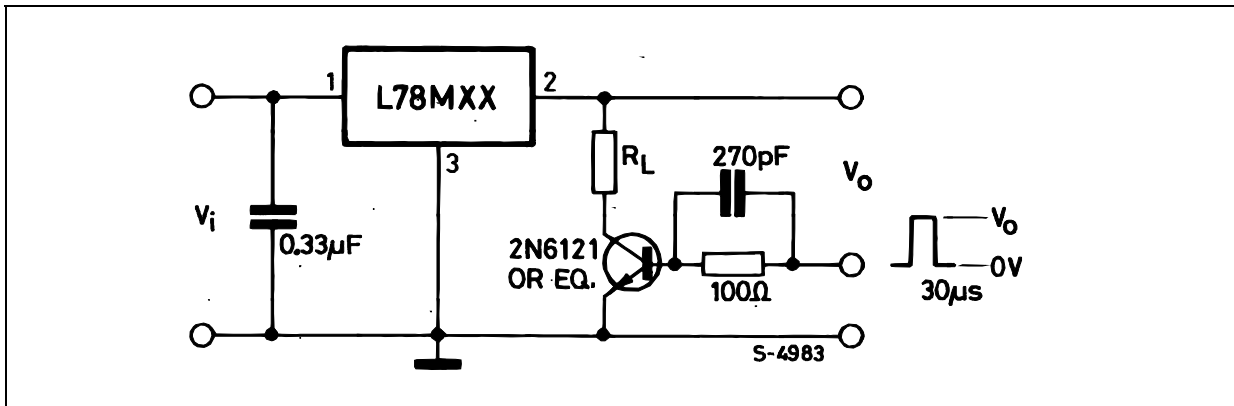 1
L78MXX
2
3
R_L
270pF
V_o
V_i
0.33µF
2N6121
OR EQ.
100Ω
V_o
0V
30µs
S-4983